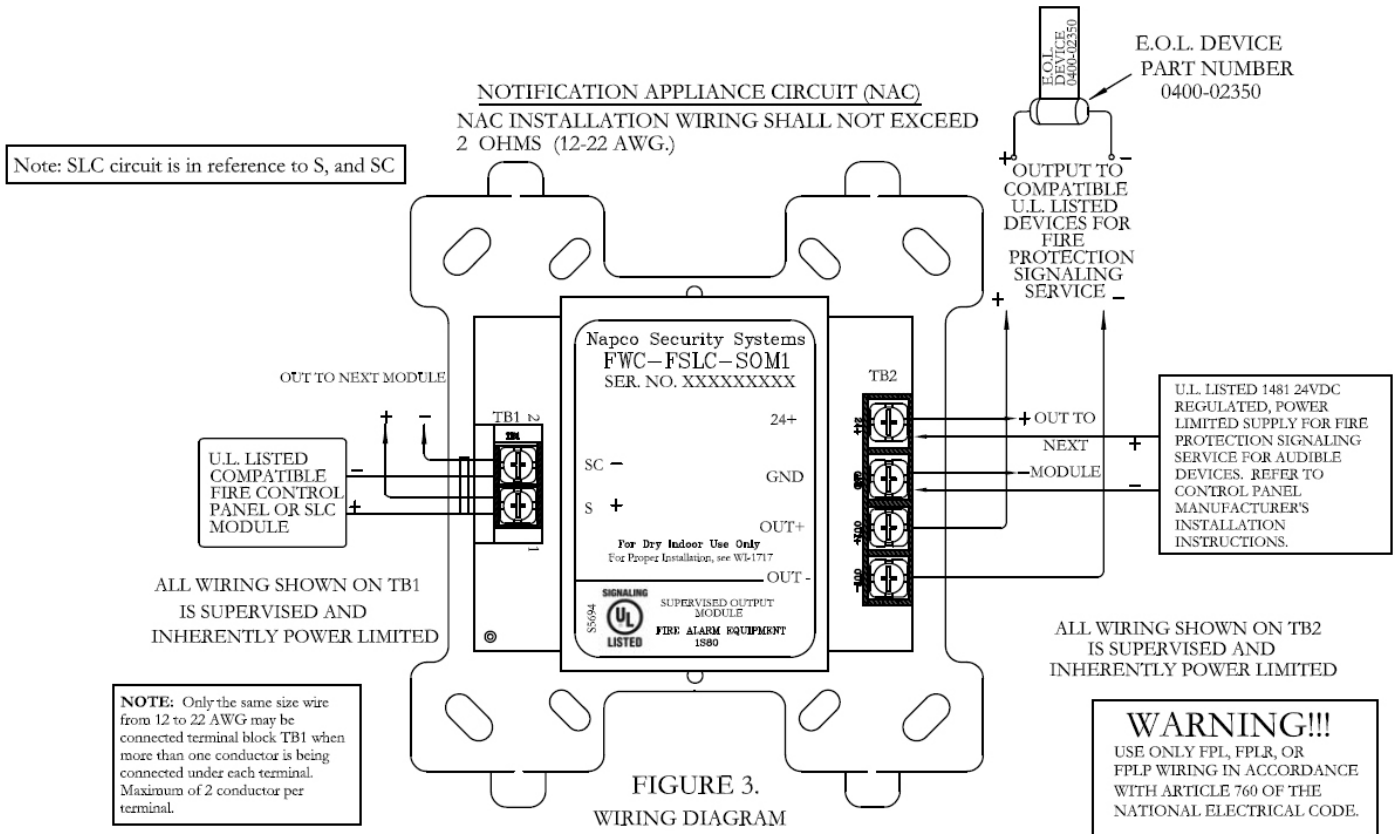 E.O.L.
DEVICE
0400-02350
E.O.L. DEVICE
PART NUMBER
0400-02350
NOTIFICATION APPLIANCE CIRCUIT (NAC)
NAC INSTALLATION WIRING SHALL NOT EXCEED
2 OHMS (12-22 AWG.)
Note: SLC circuit is in reference to S, and SC
+ -
OUTPUT TO
COMPATIBLE
U.L. LISTED
DEVICES FOR
FIRE
PROTECTION
SIGNALING
SERVICE
+ -
Napco Security Systems
FWC-FSLC-SOM1
SER. NO. XXXXXXXXX
24+
SC -
GND
S +
OUT+
For Dry Indoor Use Only
For Proper Installation, see WI-1717
OUT -
S5694
SIGNALING
UL
LISTED
SUPERVISED OUTPUT
MODULE
FIRE ALARM EQUIPMENT
1S80
OUT TO NEXT MODULE
+ -
TB1
2
TB1
1
U.L. LISTED
COMPATIBLE
FIRE CONTROL
PANEL OR SLC
MODULE
-
+
TB2
24+
GND
OUT+
OUT-
+ OUT TO
NEXT
-MODULE
+
-
U.L. LISTED 1481 24VDC
REGULATED, POWER
LIMITED SUPPLY FOR FIRE
PROTECTION SIGNALING
SERVICE FOR AUDIBLE
DEVICES. REFER TO
CONTROL PANEL
MANUFACTURER'S
INSTALLATION
INSTRUCTIONS.
ALL WIRING SHOWN ON TB1
IS SUPERVISED AND
INHERENTLY POWER LIMITED
ALL WIRING SHOWN ON TB2
IS SUPERVISED AND
INHERENTLY POWER LIMITED
NOTE: Only the same size wire
from 12 to 22 AWG may be
connected terminal block TB1 when
more than one conductor is being
connected under each terminal.
Maximum of 2 conductor per
terminal.
FIGURE 3.
WIRING DIAGRAM
WARNING!!!
USE ONLY FPL, FPLR, OR
FPLP WIRING IN ACCORDANCE
WITH ARTICLE 760 OF THE
NATIONAL ELECTRICAL CODE.